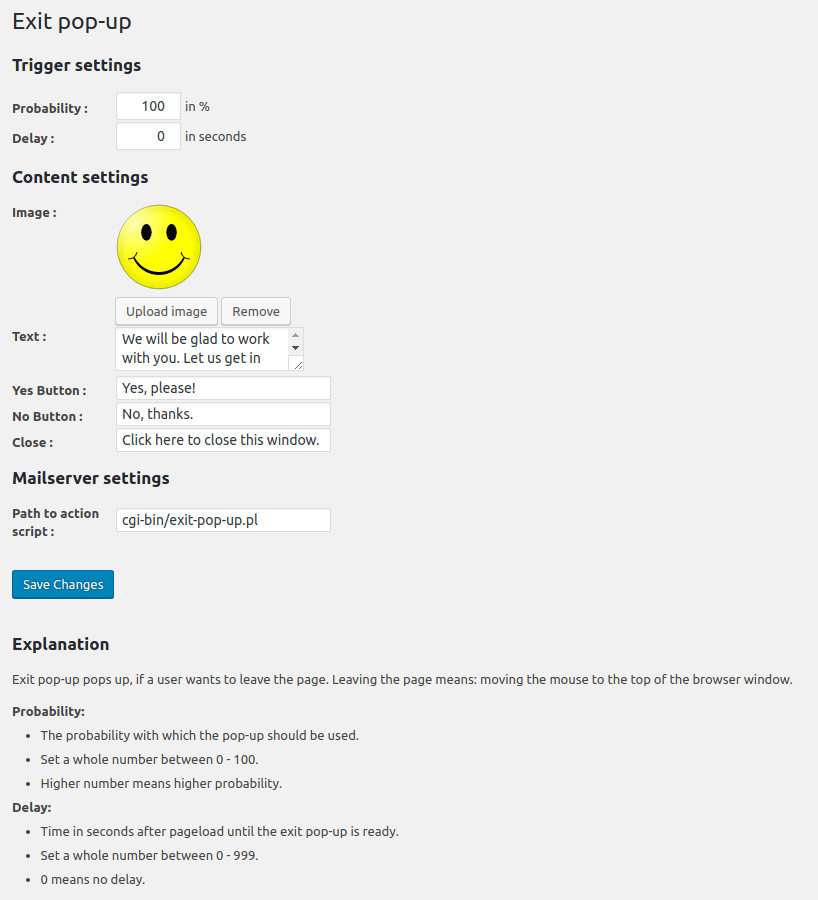 Exit pop-up
Trigger settings
Probability : 100 in %
Delay : 0 in seconds
Content settings
Image :
Upload image Remove
Text : We will be glad to work
with you. Let us get in
Yes Button : Yes, please!
No Button : No, thanks.
Close : Click here to close this window.
Mailserver settings
Path to action
script : cgi-bin/exit-pop-up.pl
Save Changes
Explanation
Exit pop-up pops up, if a user wants to leave the page. Leaving the page means: moving the mouse to the top of the browser window.
Probability:
• The probability with which the pop-up should be used.
• Set a whole number between 0 - 100.
• Higher number means higher probability.
Delay:
• Time in seconds after pageload until the exit pop-up is ready.
• Set a whole number between 0 - 999.
• 0 means no delay.